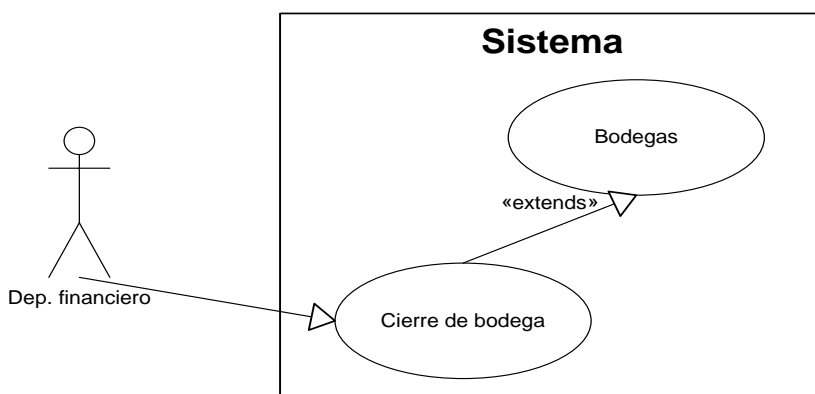 Sistema
Bodegas
«extends»
Dep. financiero
Cierre de bodega